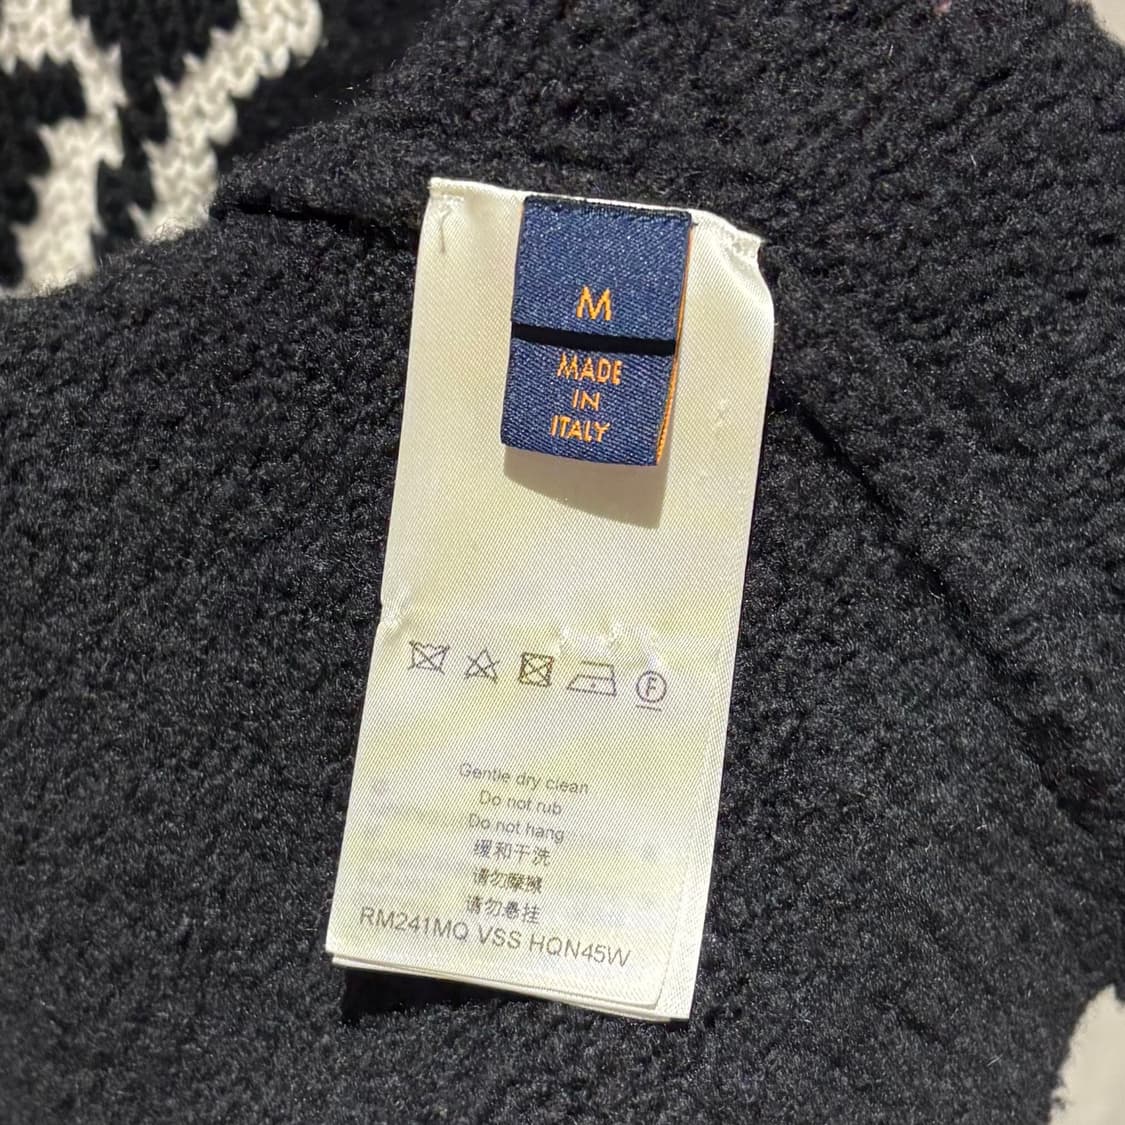 M
MADE
IN
ITALY
F
Gentle dry clean
Do not rub
Do not hang
缓和干洗
请勿摩擦
请勿悬挂
RM241MQ VSS HQN45W